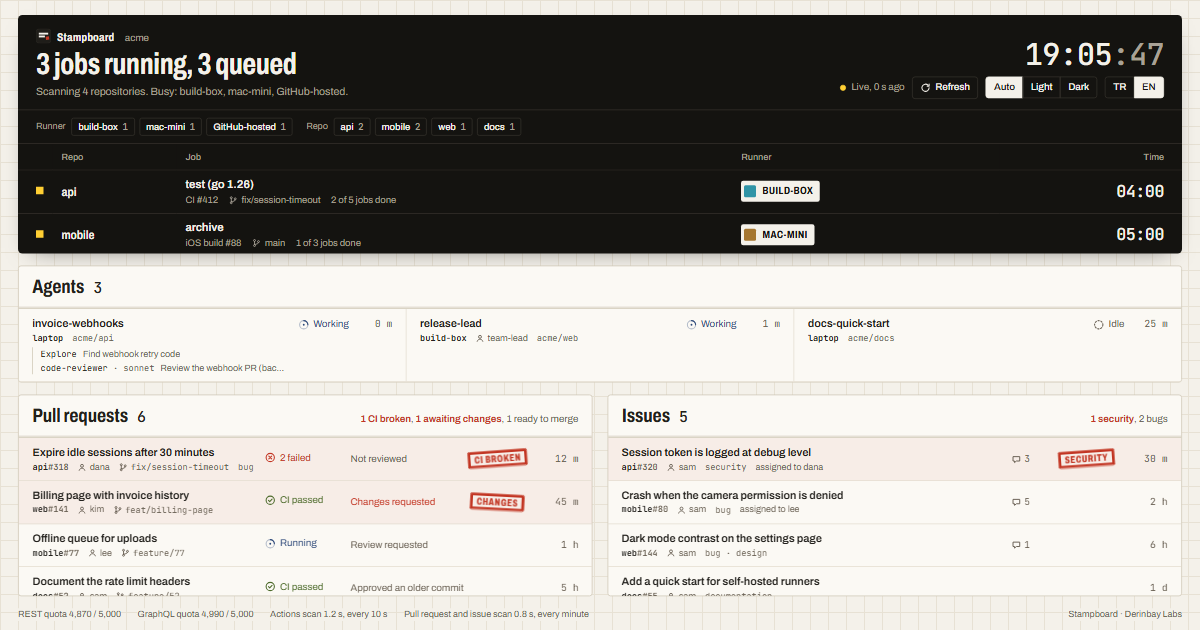 Stampboard acme
3 jobs running, 3 queued
Scanning 4 repositories. Busy: build-box, mac-mini, GitHub-hosted.
19:05:47
Live, 0 s ago Refresh Auto Light Dark TR EN
Runner build-box 1 mac-mini 1 GitHub-hosted 1 Repo api 2 mobile 2 web 1 docs 1
Repo Job Runner Time
api test (go 1.26) BUILD-BOX 04:00
CI #412 fix/session-timeout 2 of 5 jobs done
mobile archive MAC-MINI 05:00
iOS build #88 main 1 of 3 jobs done
Agents 3
invoice-webhooks Working 0 m
laptop acme/api
Explore Find webhook retry code
code-reviewer · sonnet Review the webhook PR (bac...
release-lead Working 1 m
build-box team-lead acme/web
docs-quick-start Idle 25 m
laptop acme/docs
Pull requests 6 1 CI broken, 1 awaiting changes, 1 ready to merge
Expire idle sessions after 30 minutes 2 failed Not reviewed CI BROKEN 12 m
api#318 dana fix/session-timeout bug
Billing page with invoice history CI passed Changes requested CHANGES 45 m
web#141 kim feat/billing-page
Offline queue for uploads Running Review requested 1 h
mobile#77 lee feature/77
Document the rate limit headers CI passed Approved an older commit 5 h
docs#52 sam feature/52
Issues 5 1 security, 2 bugs
Session token is logged at debug level 3 SECURITY 30 m
api#320 sam security assigned to dana
Crash when the camera permission is denied 5 2 h
mobile#80 sam bug assigned to lee
Dark mode contrast on the settings page 1 6 h
web#144 sam bug · design
Add a quick start for self-hosted runners 1 d
docs#55 sam documentation
REST quota 4,870 / 5,000 GraphQL quota 4,990 / 5,000 Actions scan 1.2 s, every 10 s Pull request and issue scan 0.8 s, every minute
Stampboard · Derinbay Labs